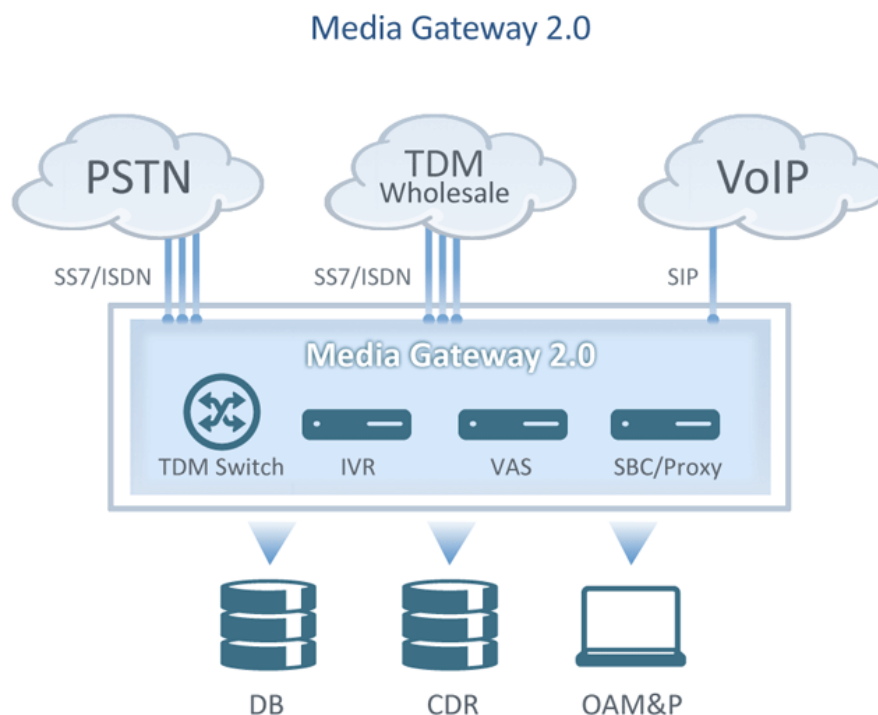 Media Gateway 2.0
PSTN
TDM
Wholesale
VoIP
SS7/ISDN
SS7/ISDN
SIP
Media Gateway 2.0
TDM Switch
IVR
VAS
SBC/Proxy
DB
CDR
OAM&P